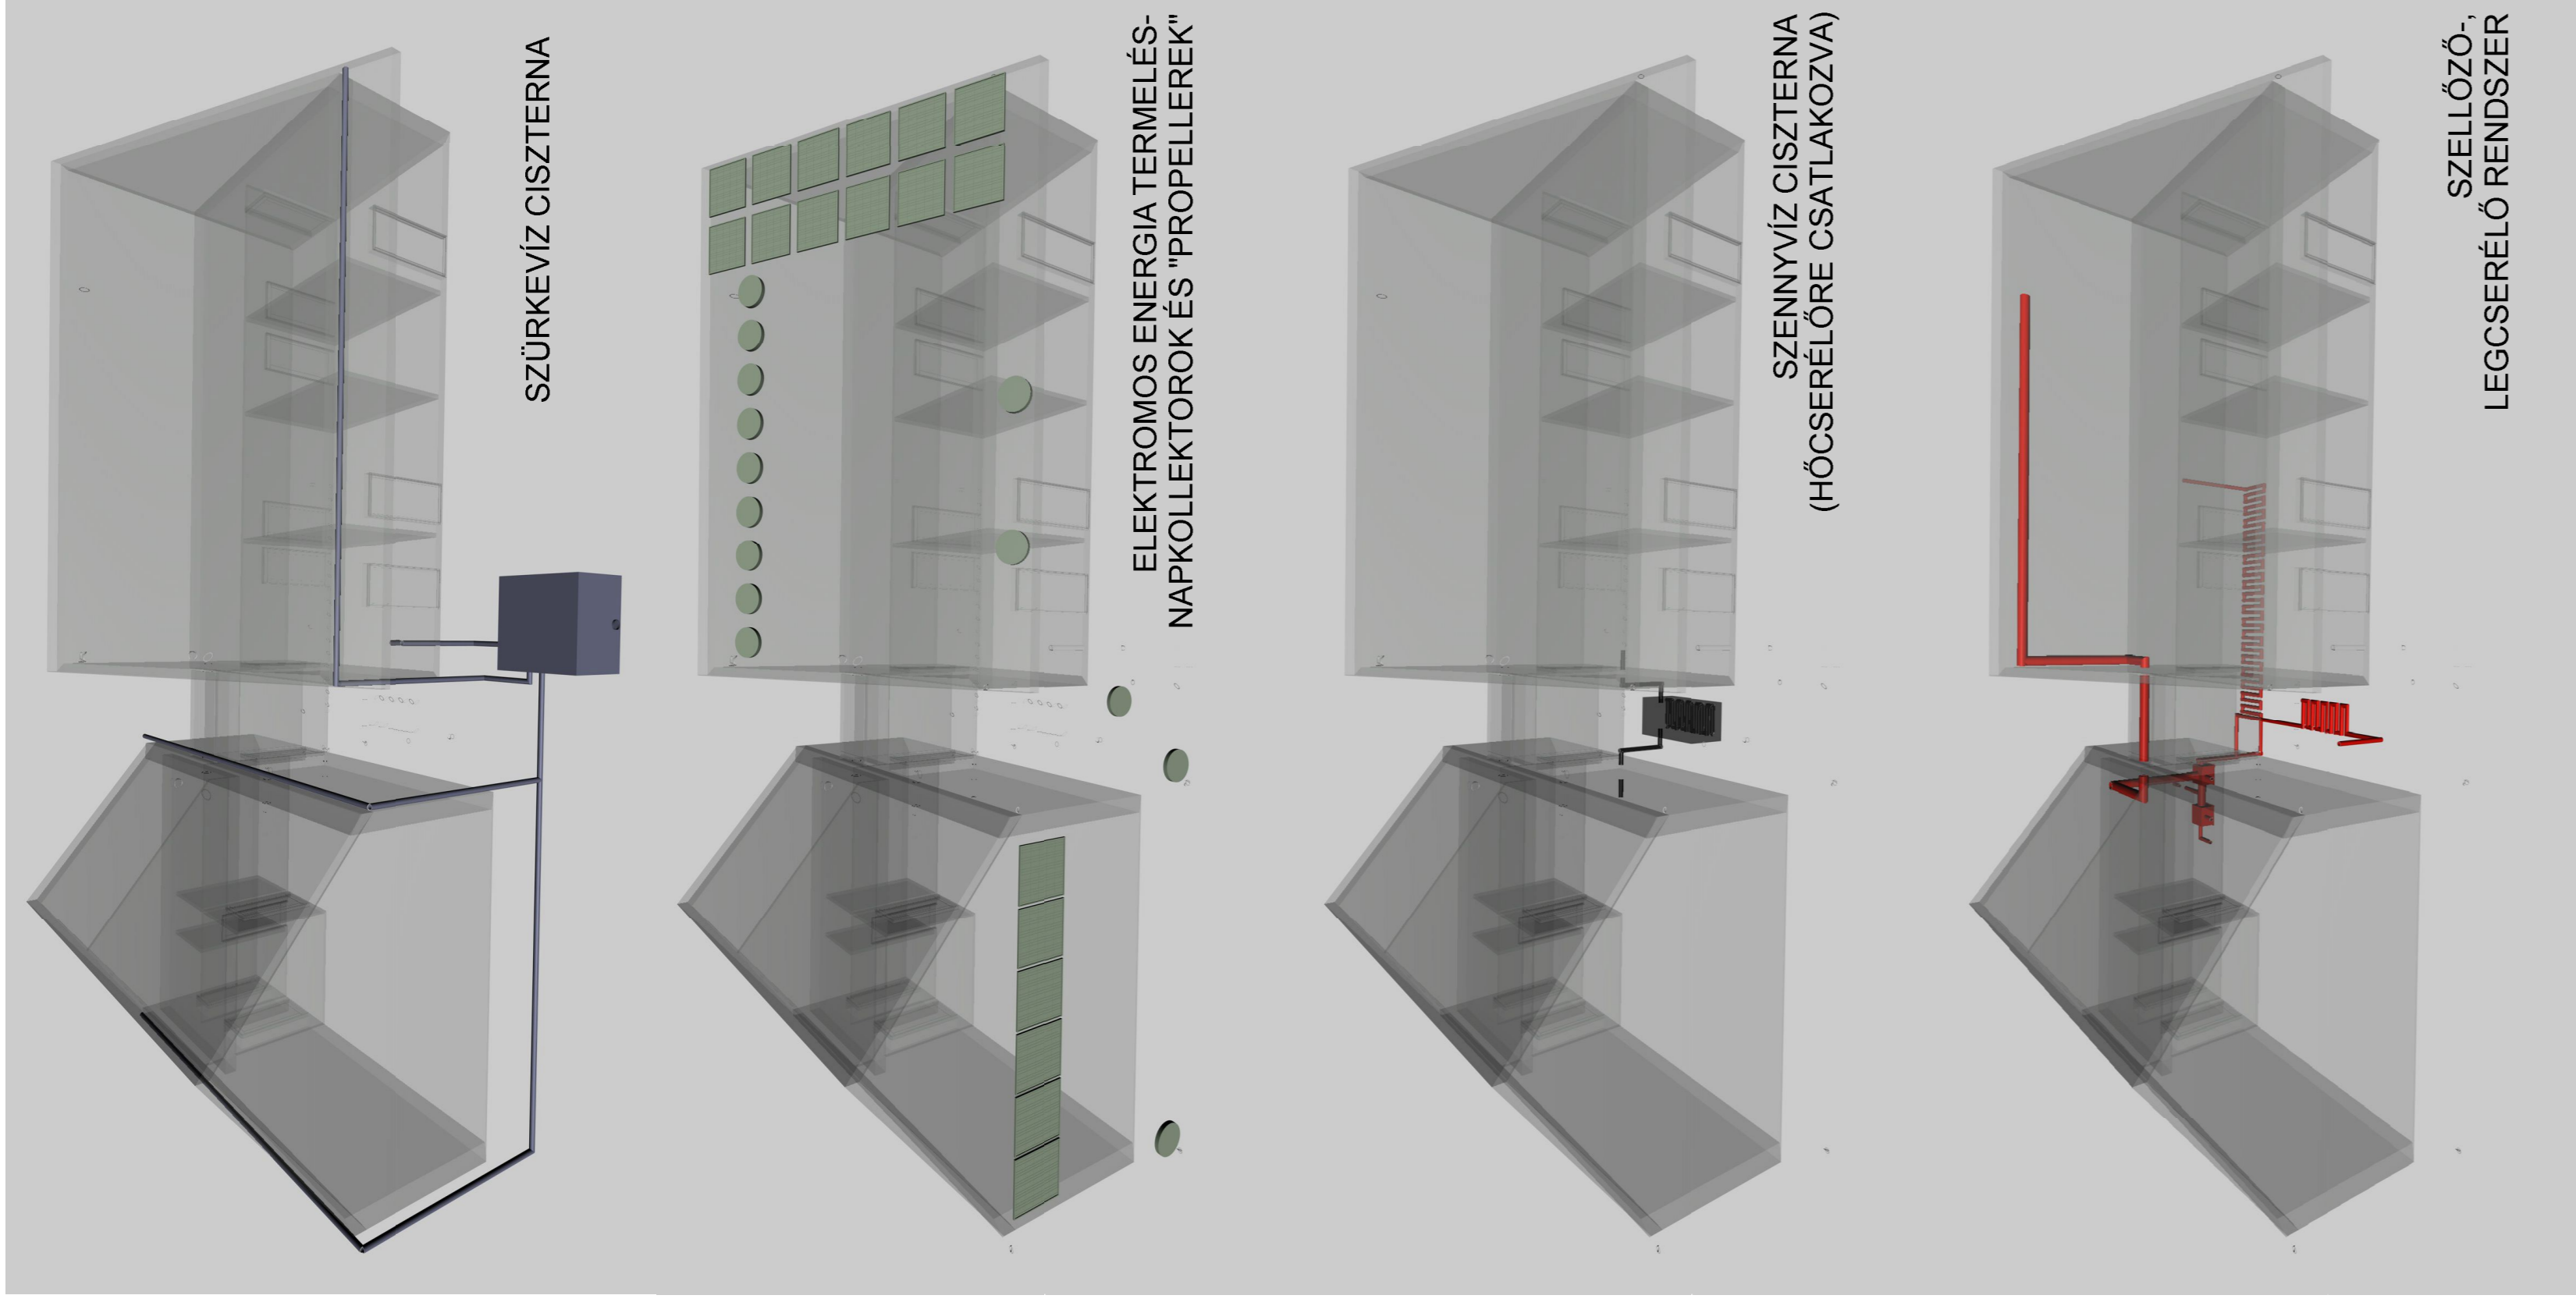 SZÜRKEVÍZ CISZTERNA
ELEKTROMOS ENERGIA TERMELÉS-
NAPKOLLEKTOROK ÉS "PROPELLEREK"
SZENNYVÍZ CISZTERNA
(HŐCSERÉLŐRE CSATLAKOZVA)
SZELLŐZŐ-,
LEGCSERÉLŐ RENDSZER